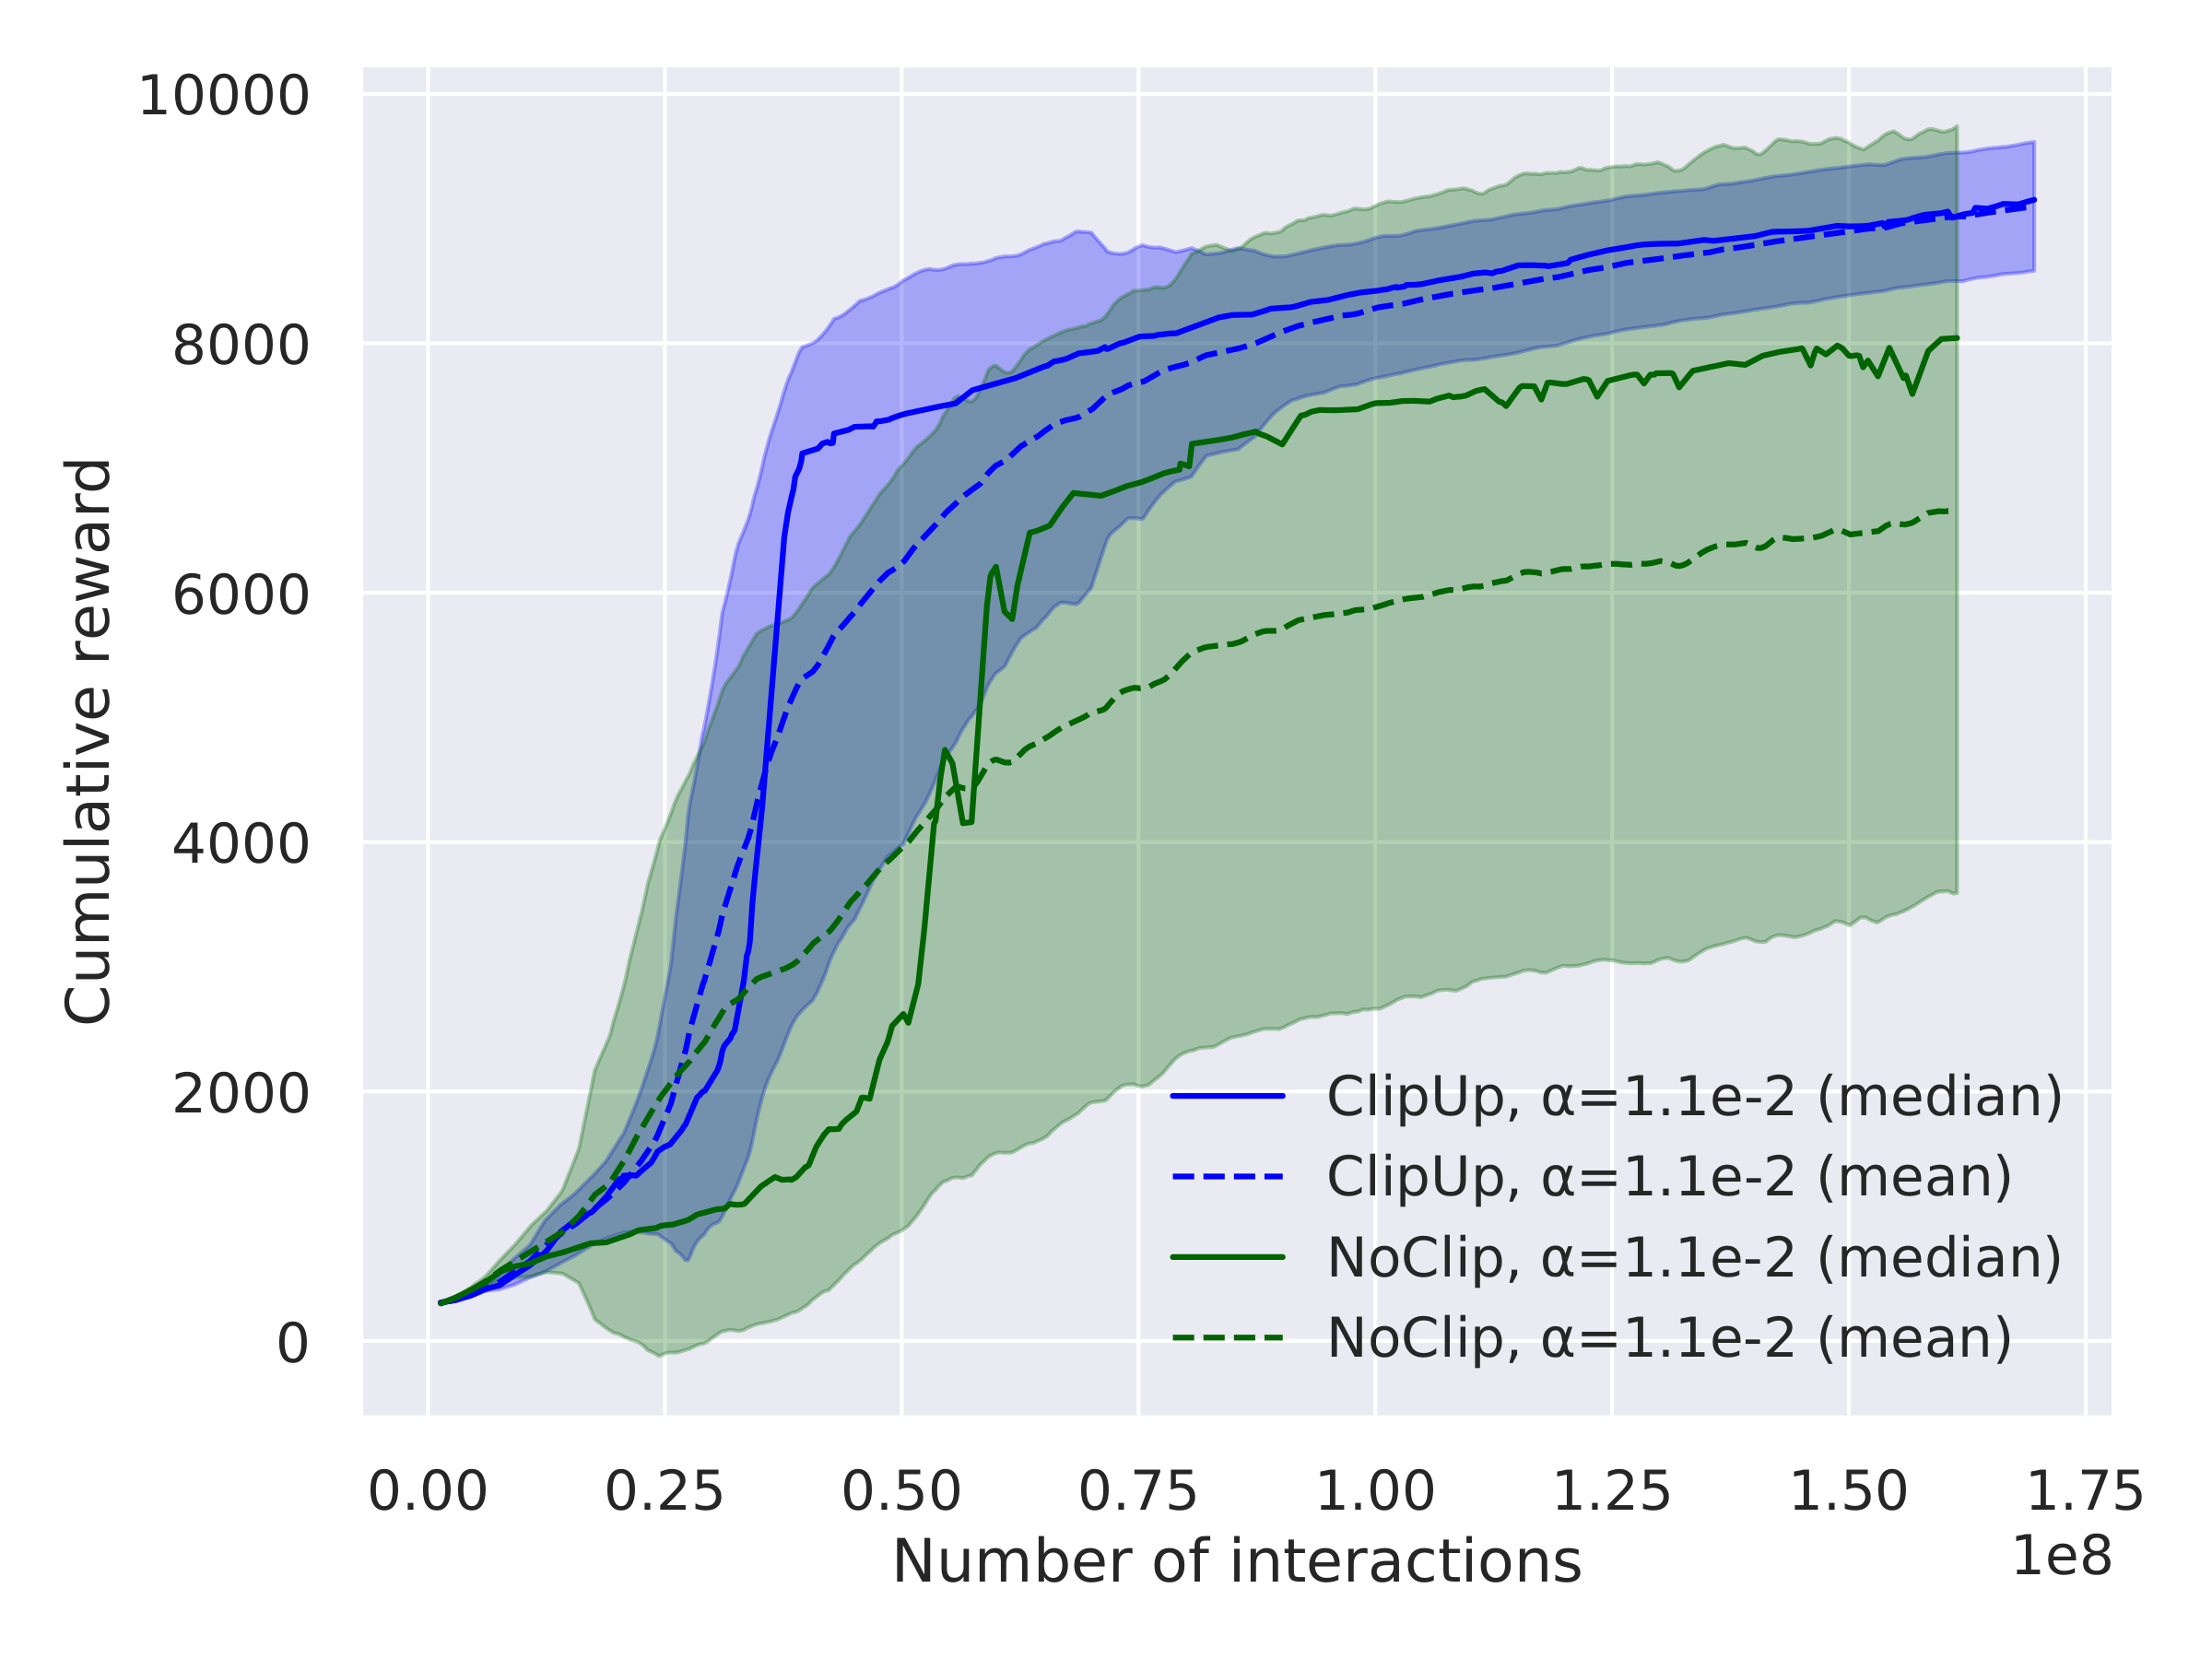 Cumulative reward
10000
8000
6000
4000
2000
0
ClipUp, α=1.1e-2 (median)
ClipUp, α=1.1e-2 (mean)
NoClip, α=1.1e-2 (median)
NoClip, α=1.1e-2 (mean)
0.00 0.25 0.50 0.75 1.00 1.25 1.50 1.75
1e8
Number of interactions